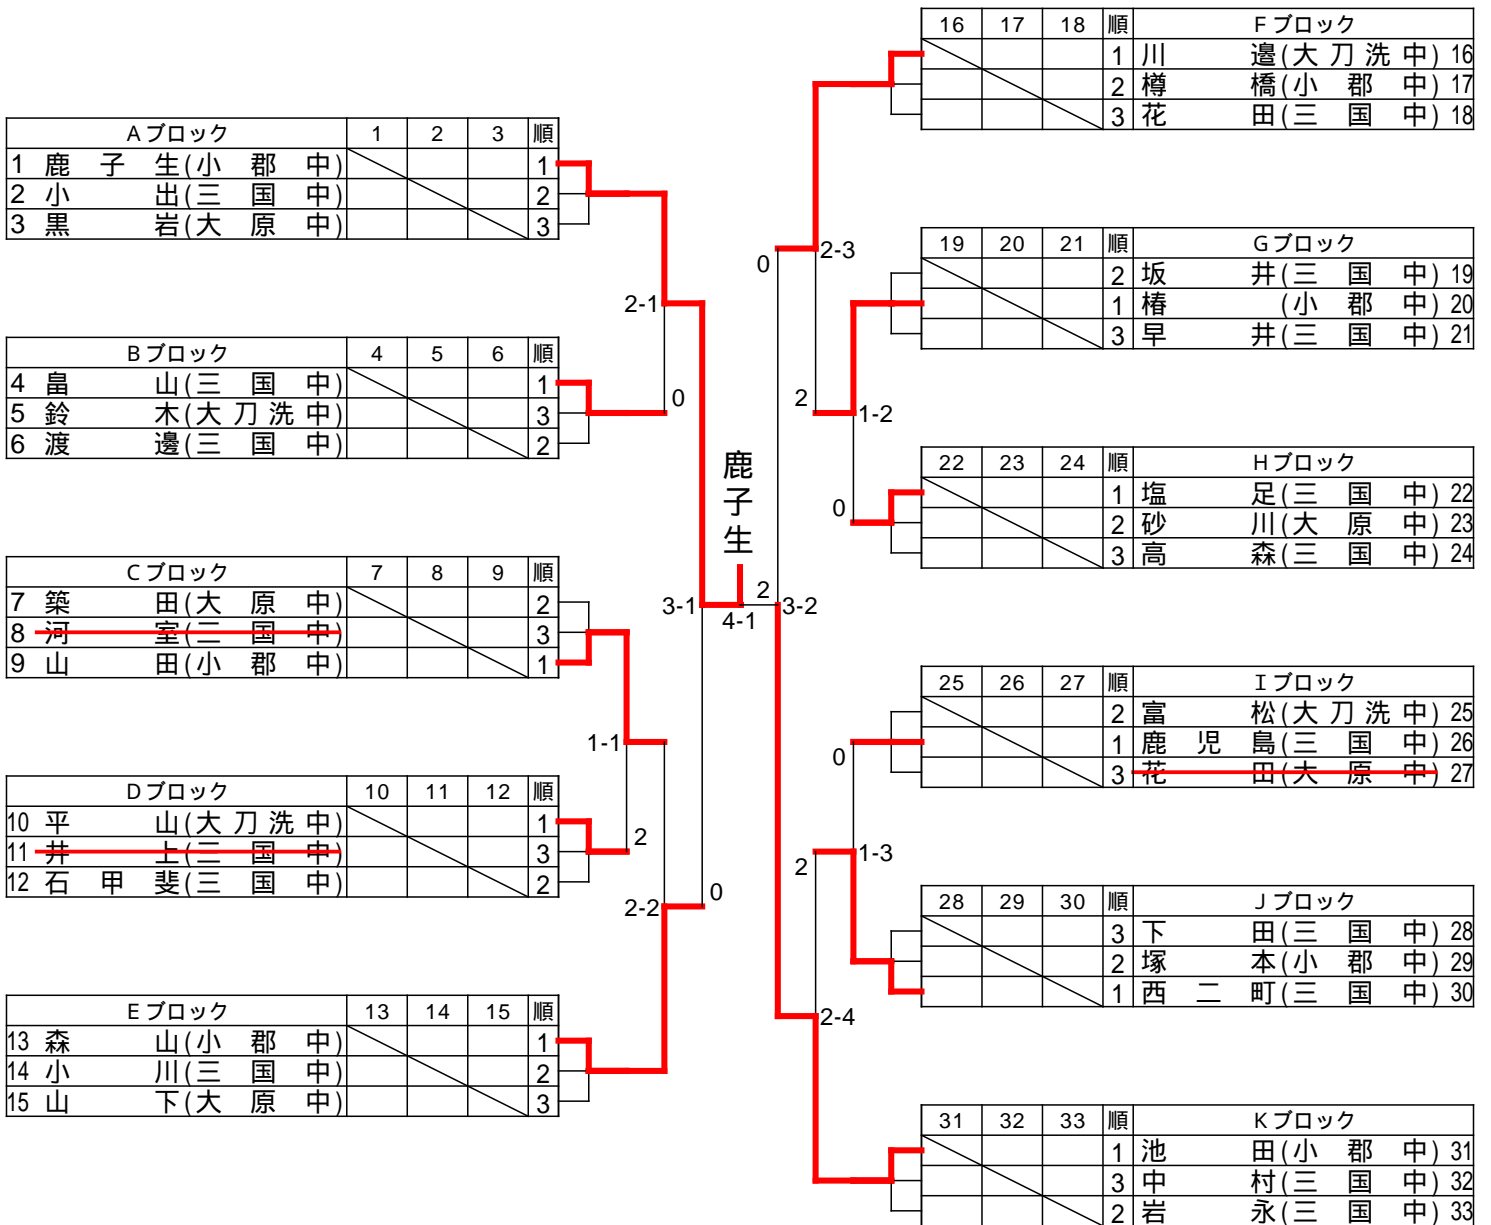 Aブロック 1 2 3 順
1 鹿子生(小郡中) 1
2 小出(三国中) 2
3 黒岩(大原中) 3
Bブロック 4 5 6 順
4 畠山(三国中) 1
5 鈴木(大刀洗中) 3
6 渡邊(三国中) 2
Cブロック 7 8 9 順
7 築田(大原中) 2
8 河室(三国中) 3
9 山田(小郡中) 1
Dブロック 10 11 12 順
10 平山(大刀洗中) 1
11 井上(三国中) 3
12 石甲斐(三国中) 2
Eブロック 13 14 15 順
13 森山(小郡中) 1
14 小川(三国中) 2
15 山下(大原中) 3
2-1
0
1-1
2
2-2
0
3-1
鹿子生
4-1
2
3-2
0
2-3
2
1-2
0
0
1-3
2
2-4
16 17 18 順 Fブロック
1 川邉(大刀洗中) 16
2 樽橋(小郡中) 17
3 花田(三国中) 18
19 20 21 順 Gブロック
2 坂井(三国中) 19
1 椿(小郡中) 20
3 早井(三国中) 21
22 23 24 順 Hブロック
1 塩足(三国中) 22
2 砂川(大原中) 23
3 高森(三国中) 24
25 26 27 順 Iブロック
2 富松(大刀洗中) 25
1 鹿児島(三国中) 26
3 花田(大原中) 27
28 29 30 順 Jブロック
3 下田(三国中) 28
2 塚本(小郡中) 29
1 西二町(三国中) 30
31 32 33 順 Kブロック
1 池田(小郡中) 31
3 中村(三国中) 32
2 岩永(三国中) 33